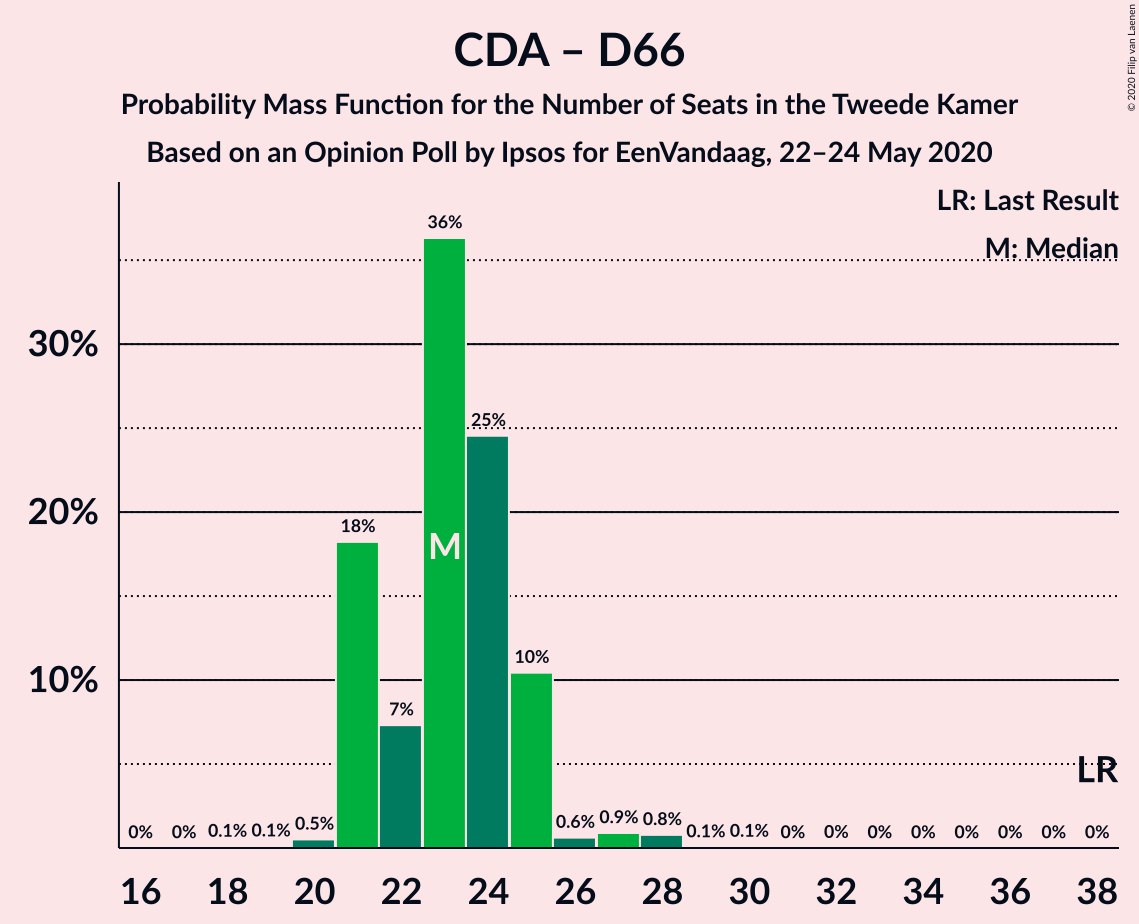 CDA – D66
Probability Mass Function for the Number of Seats in the Tweede Kamer
Based on an Opinion Poll by Ipsos for EenVandaag, 22–24 May 2020
© 2020 Filip van Laenen
LR: Last Result
M: Median
36%
30%
25%
20%
18%
M
10%
10%
7%
LR
0% 0% 0.1% 0.1% 0.5% 0.6% 0.9% 0.8% 0.1% 0.1% 0% 0% 0% 0% 0% 0% 0% 0%
16 18 20 22 24 26 28 30 32 34 36 38